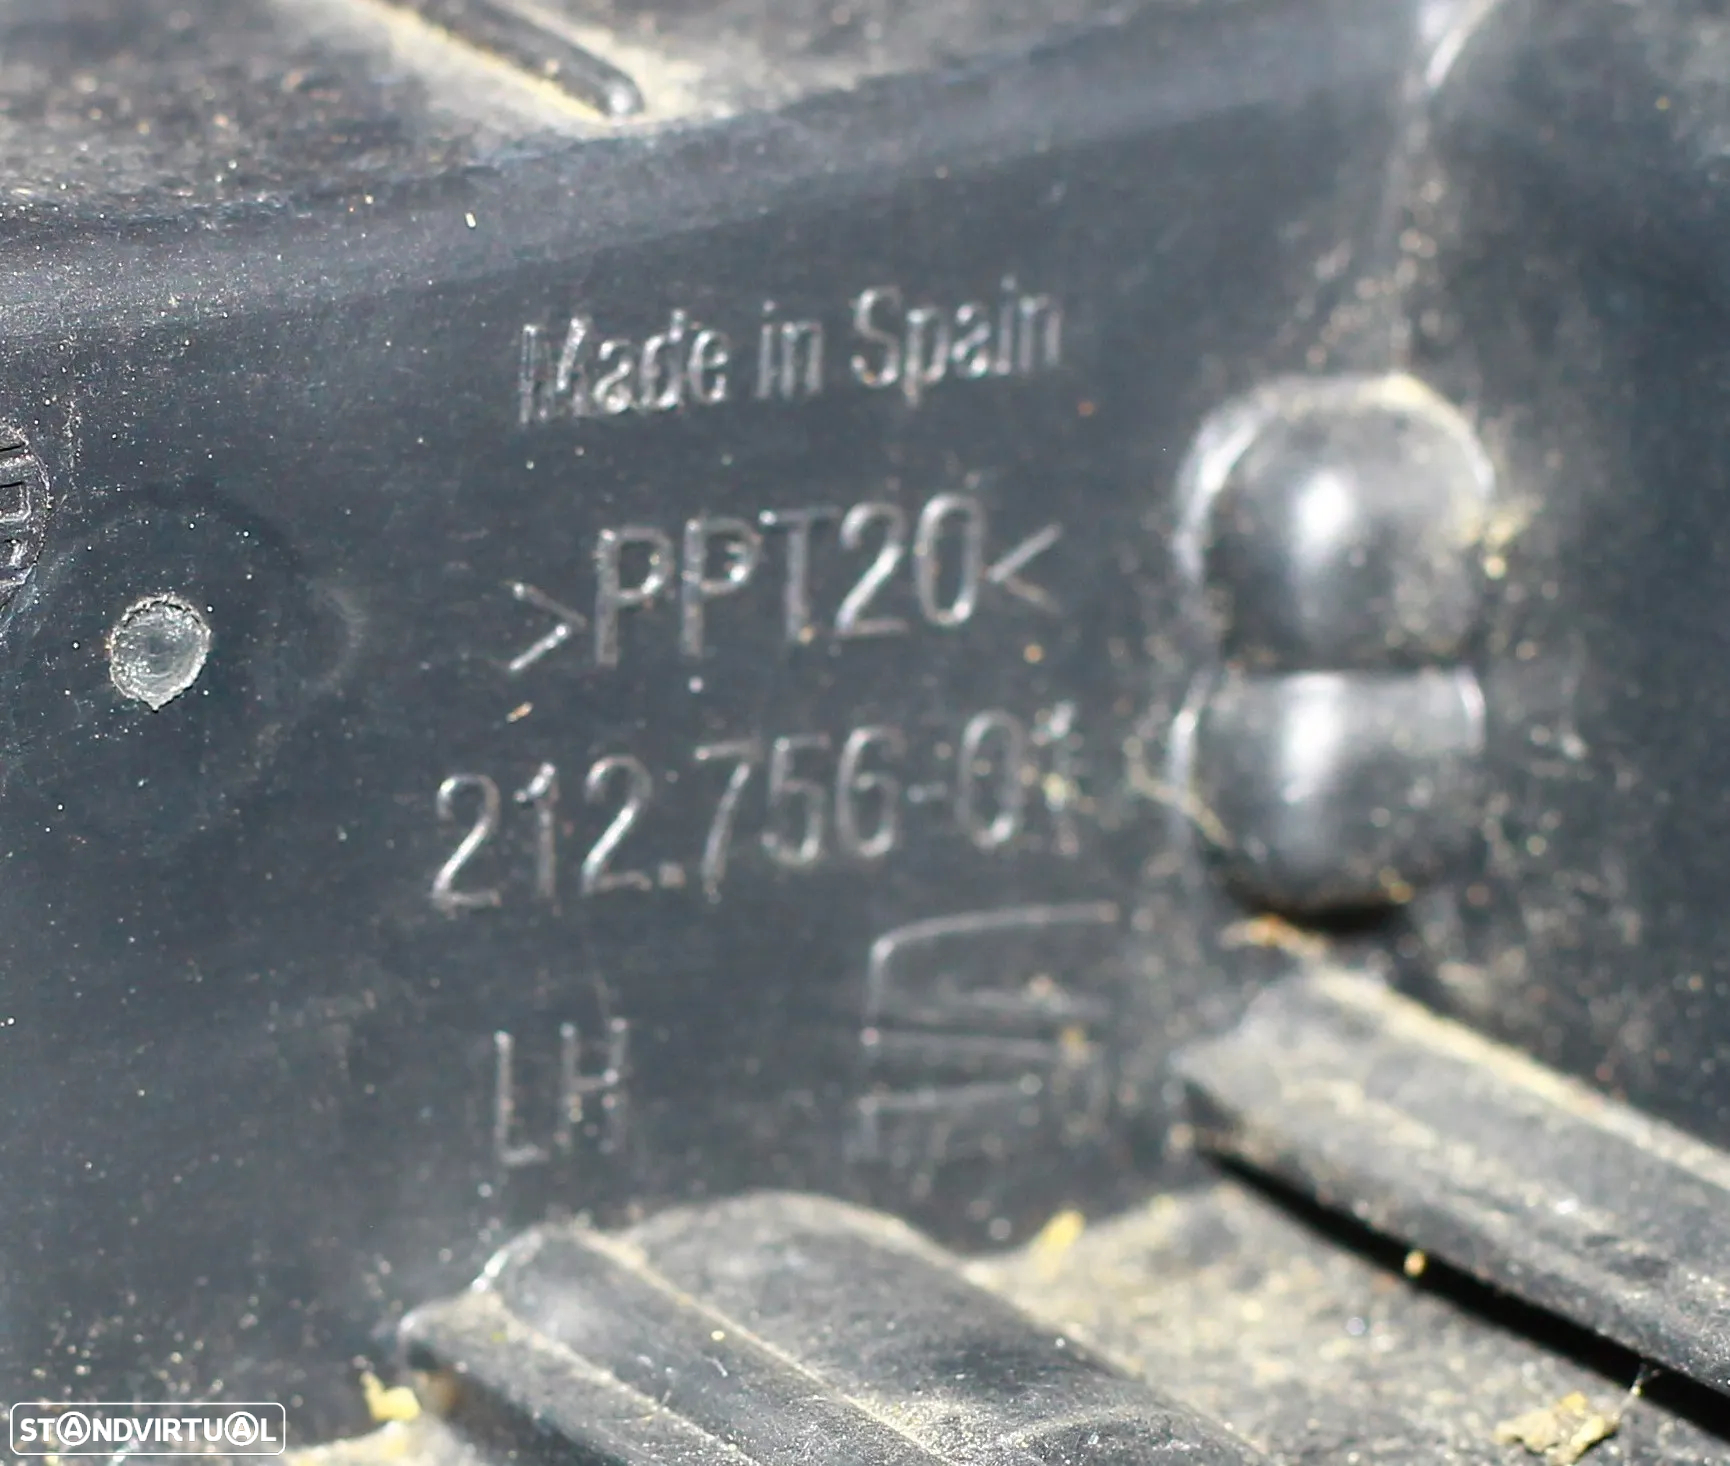 Made in Spain
>PPT20<
212.756-01
LH
STANDVIRTUAL